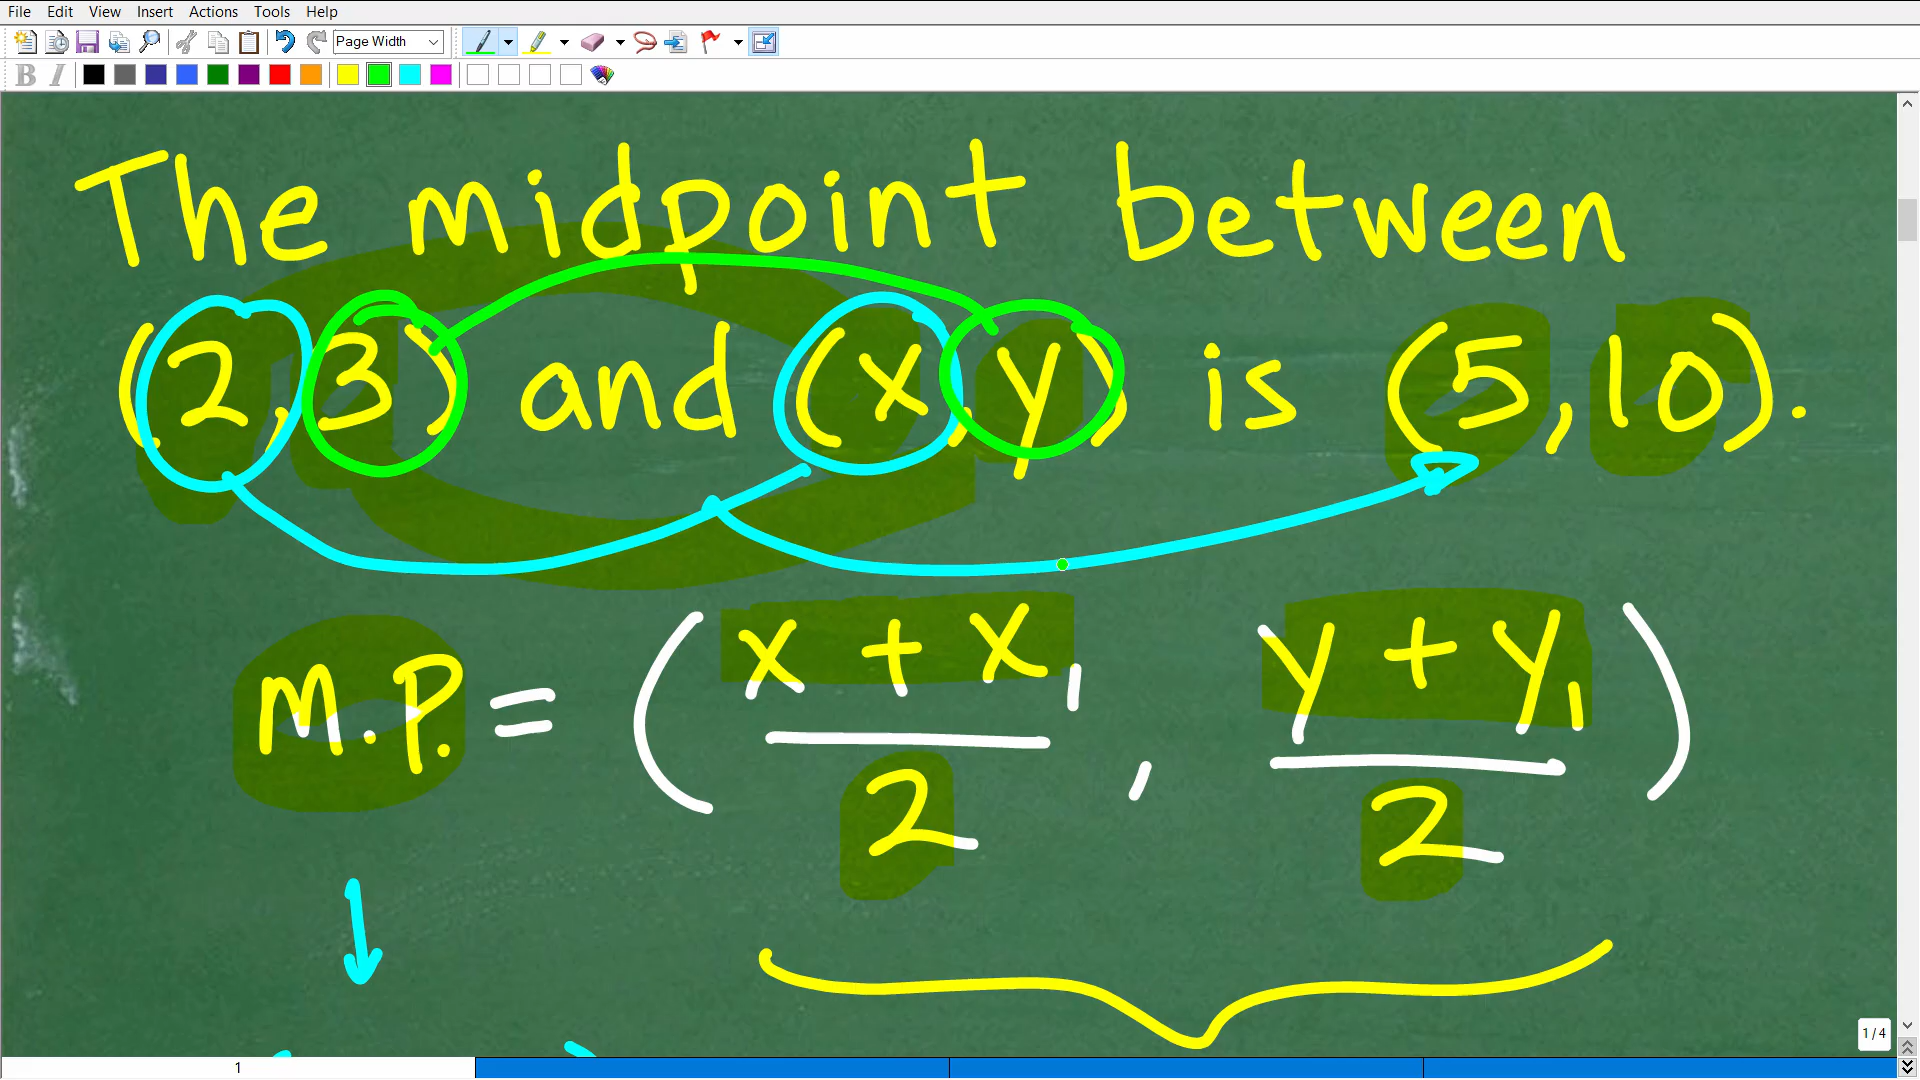 File Edit View Insert Actions Tools Help
Page Width
B I
The midpoint between
(2,3) and (x,y) is (5,10).
M.P. = (x + x₁ / 2 , y + y₁ / 2)
1 / 4
1